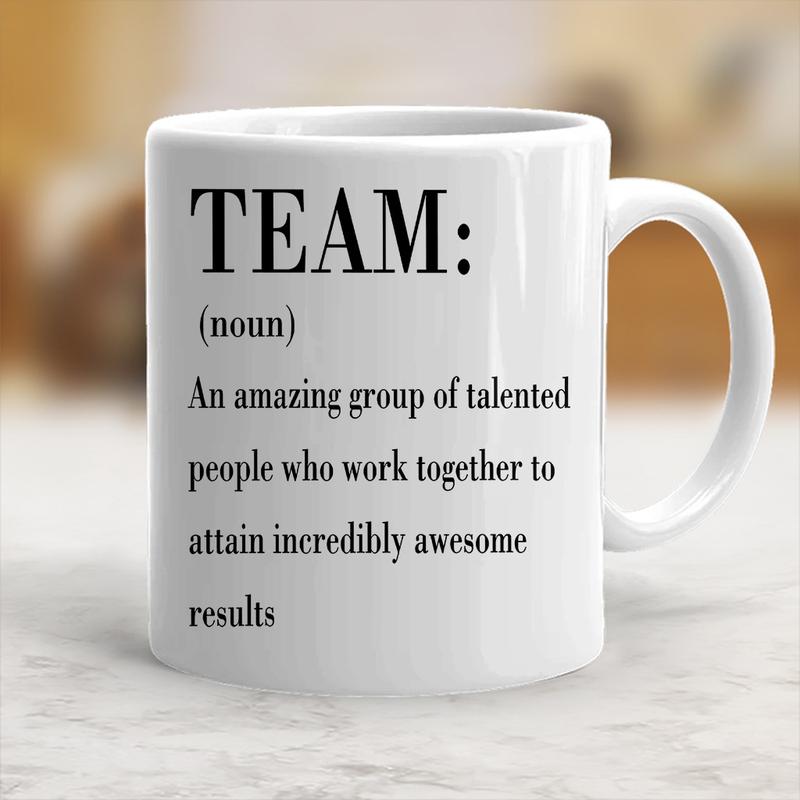 TEAM:
(noun)
An amazing group of talented
people who work together to
attain incredibly awesome
results